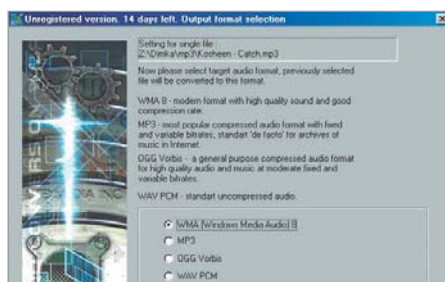 Unregistered version. 14 days left. Output format selection
Setting for single file
Z:\Dimka\mp3\Kosheen - Catch.mp3
Now please select target audio format, previously selected
file will be converted to this format.
WMA 8 - modern format with high quality sound and good
compression rate.
MP3 - most popular compressed audio format with fixed
and variable bitrates, standart 'de facto' for archives of
music in Internet.
OGG Vorbis - a general purpose compressed audio format
for high quality audio and music at moderate fixed and
variable bitrates.
WAV PCM - standart uncompressed audio.
WMA (Windows Media Audio) 8
MP3
OGG Vorbis
WAV PCM